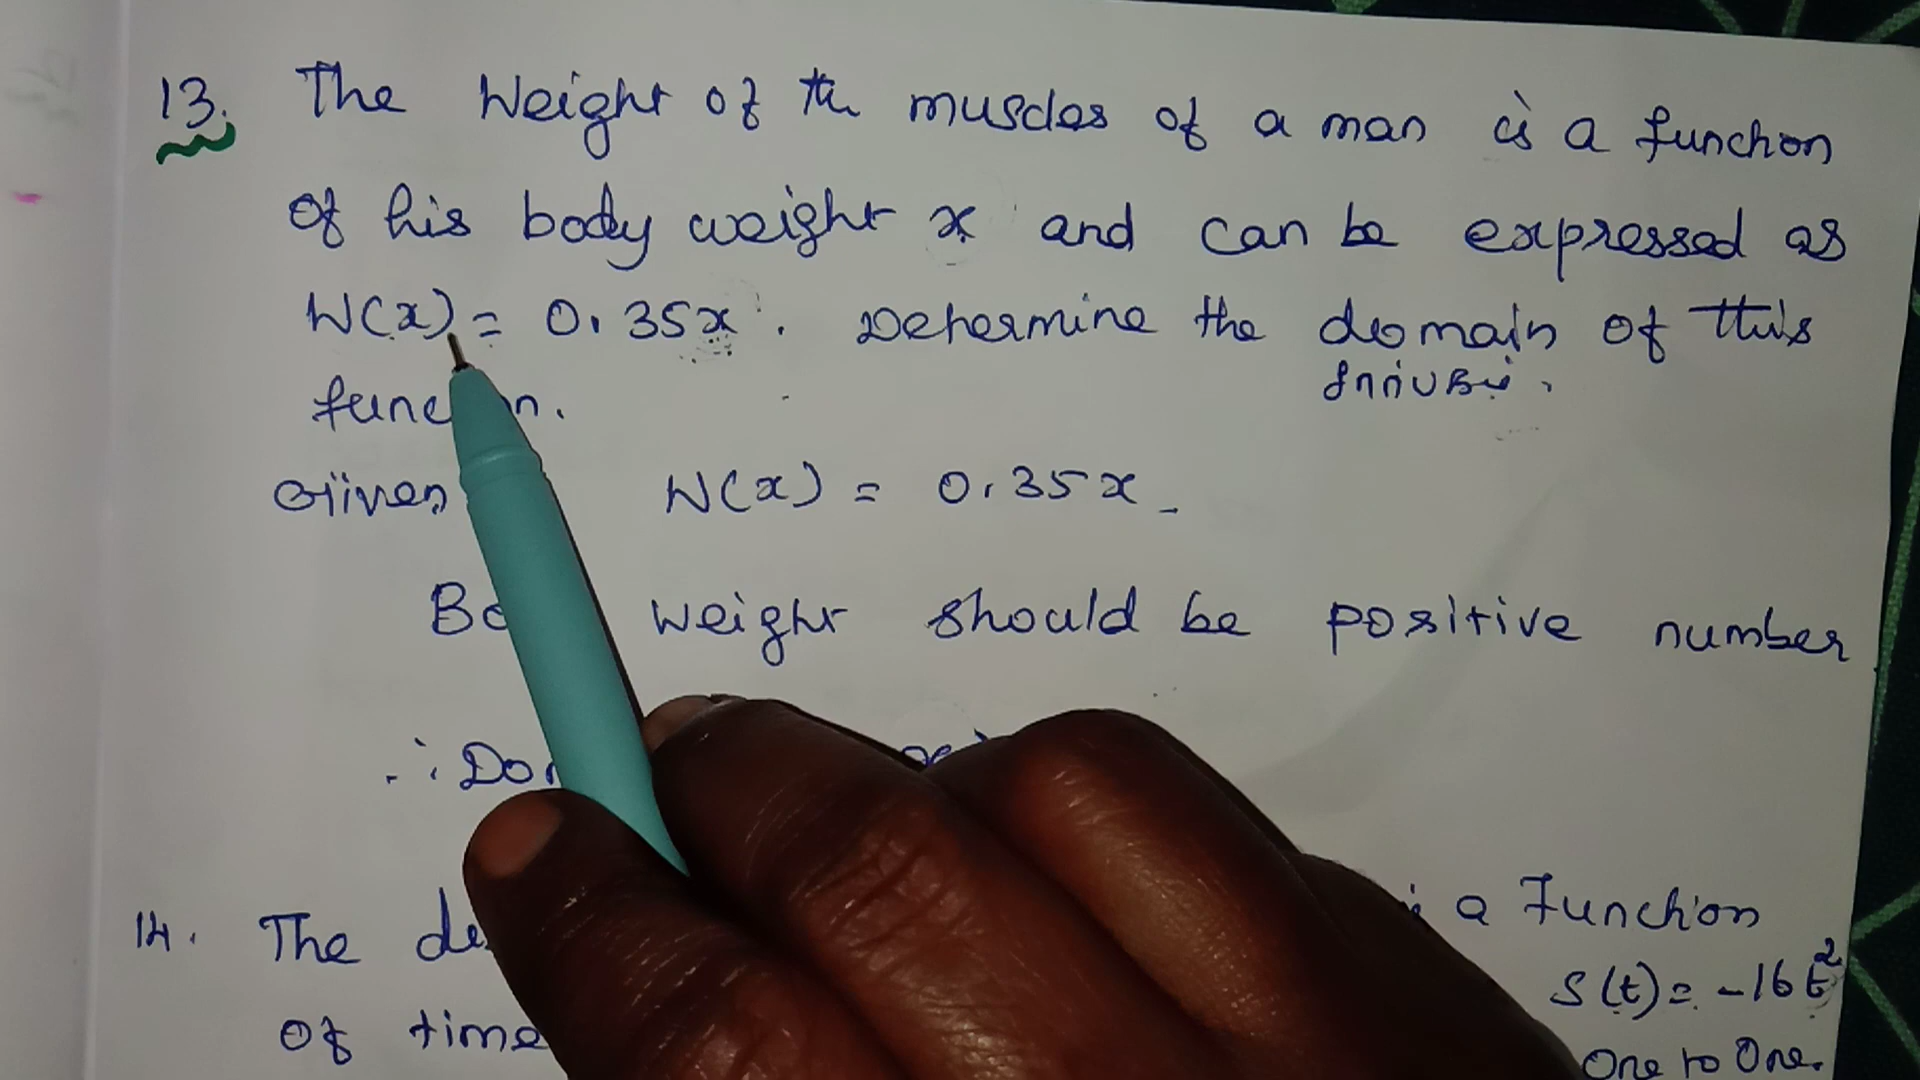 13. The Weight of the muscles of a man is a function
of his body weight x and can be expressed as
W(x) = 0.35x. Determine the domain of this
function.
Given W(x) = 0.35x.
weight should be positive number
∴
14. The is a Function
of time S(t) = -16t²
One to One.